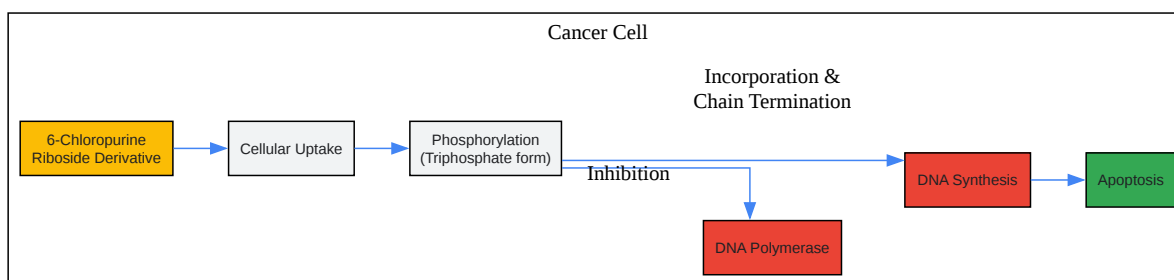 Cancer Cell
Incorporation &
Chain Termination
6-Chloropurine
Riboside Derivative
Cellular Uptake
Phosphorylation
(Triphosphate form)
Inhibition
DNA Synthesis
Apoptosis
DNA Polymerase